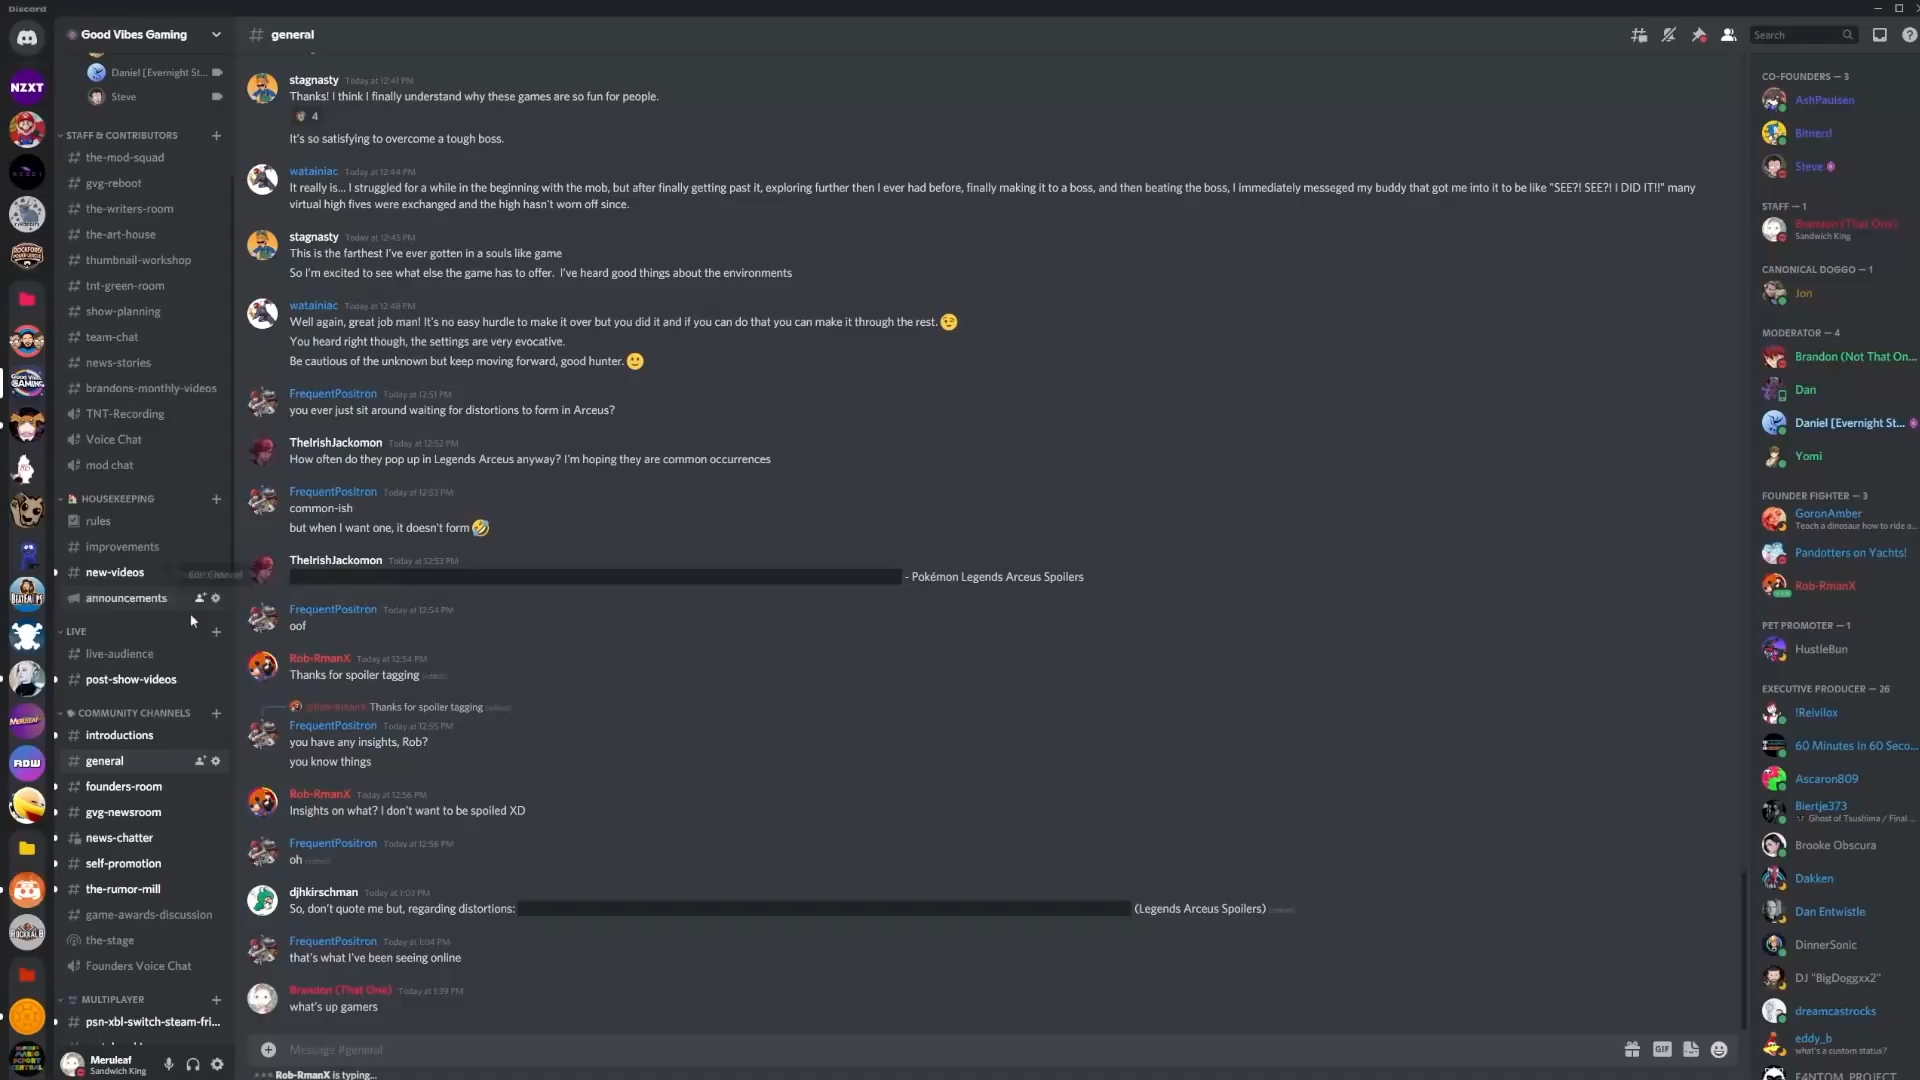 Discord
Good Vibes Gaming
Daniel [Evernight St...
Steve
STAFF & CONTRIBUTORS
the-mod-squad
gvg-reboot
the-writers-room
the-art-house
thumbnail-workshop
tnt-green-room
show-planning
team-chat
news-stories
brandons-monthly-videos
TNT-Recording
Voice Chat
mod chat
HOUSEKEEPING
rules
improvements
new-videos
Edit Channel
announcements
LIVE
live-audience
post-show-videos
COMMUNITY CHANNELS
introductions
general
founders-room
gvg-newsroom
news-chatter
self-promotion
the-rumor-mill
game-awards-discussion
the-stage
Founders Voice Chat
MULTIPLAYER
psn-xbl-switch-steam-fri...
Meruleaf
Sandwich King
NZXT
RDW
# general
Search
stagnasty Today at 12:41 PM
Thanks! I think I finally understand why these games are so fun for people.
4
It's so satisfying to overcome a tough boss.
watainiac Today at 12:44 PM
It really is... I struggled for a while in the beginning with the mob, but after finally getting past it, exploring further then I ever had before, finally making it to a boss, and then beating the boss, I immediately messeged my buddy that got me into it to be like "SEE?! SEE?! I DID IT!!" many
virtual high fives were exchanged and the high hasn't worn off since.
stagnasty Today at 12:45 PM
This is the farthest I've ever gotten in a souls like game
So I'm excited to see what else the game has to offer. I've heard good things about the environments
watainiac Today at 12:48 PM
Well again, great job man! It's no easy hurdle to make it over but you did it and if you can do that you can make it through the rest. 😉
You heard right though, the settings are very evocative.
Be cautious of the unknown but keep moving forward, good hunter. 🙂
FrequentPositron Today at 12:51 PM
you ever just sit around waiting for distortions to form in Arceus?
TheIrishJackomon Today at 12:52 PM
How often do they pop up in Legends Arceus anyway? I'm hoping they are common occurrences
FrequentPositron Today at 12:53 PM
common-ish
but when I want one, it doesn't form 🤣
TheIrishJackomon Today at 12:53 PM
- Pokémon Legends Arceus Spoilers
FrequentPositron Today at 12:54 PM
oof
Rob-RmanX Today at 12:54 PM
Thanks for spoiler tagging (edited)
@Rob-RmanX Thanks for spoiler tagging (edited)
FrequentPositron Today at 12:55 PM
you have any insights, Rob?
you know things
Rob-RmanX Today at 12:56 PM
Insights on what? I don't want to be spoiled XD
FrequentPositron Today at 12:56 PM
oh (edited)
djhkirschman Today at 1:03 PM
So, don't quote me but, regarding distortions: (Legends Arceus Spoilers) (edited)
FrequentPositron Today at 1:04 PM
that's what I've been seeing online
Brandon (That One) Today at 1:39 PM
what's up gamers
Message #general
GIF
Rob-RmanX is typing...
CO-FOUNDERS — 3
AshPaulsen
Bitnerd
Steve
STAFF — 1
Brandon (That One)
Sandwich King
CANONICAL DOGGO — 1
Jon
MODERATOR — 4
Brandon (Not That On...
Dan
Daniel [Evernight St...
Yomi
FOUNDER FIGHTER — 3
GoronAmber
Teach a dinosaur how to ride a...
Pandotters on Yachts!
Rob-RmanX
PET PROMOTER — 1
HustleBun
EXECUTIVE PRODUCER — 26
!Reivilox
60 Minutes In 60 Seco...
Ascaron809
Biertje373
Ghost of Tsushima / Final ...
Brooke Obscura
Dakken
Dan Entwistle
DinnerSonic
DJ "BigDoggxx2"
dreamcastrocks
eddy_b
what's a custom status?
F4NTOM_PROJECT